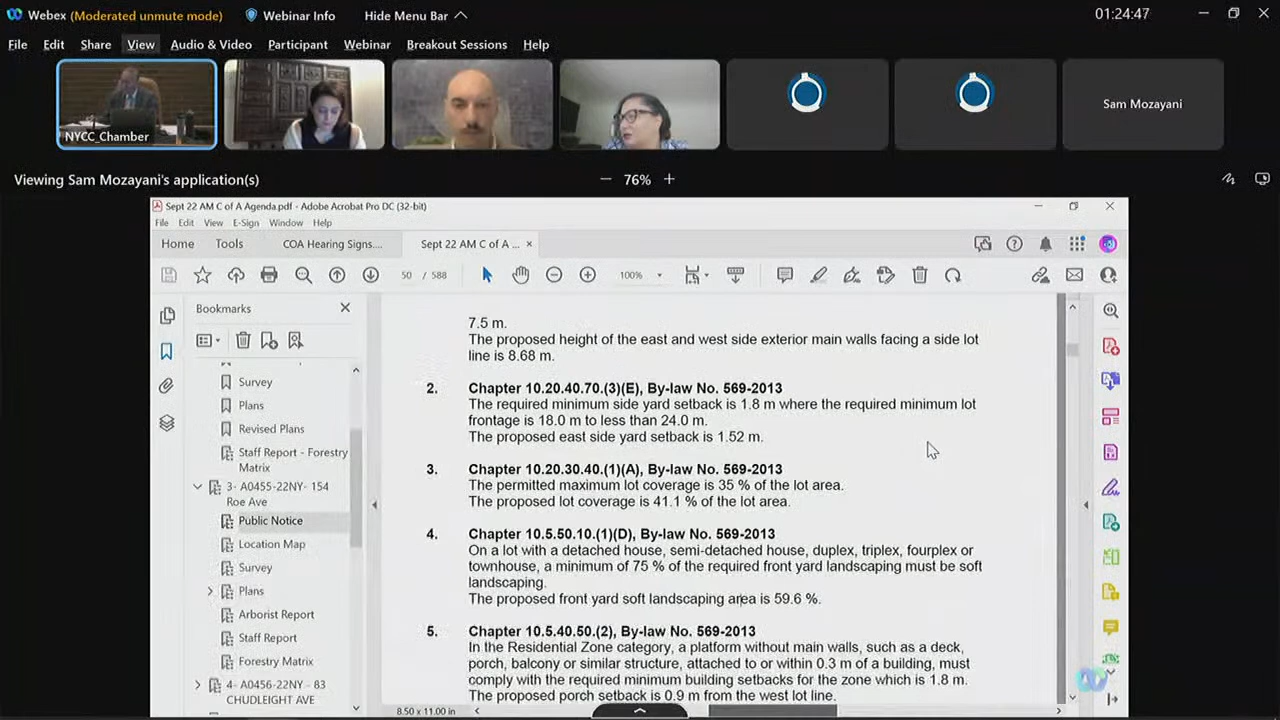 Webex (Moderated unmute mode) Webinar Info Hide Menu Bar 01:24:47
File Edit Share View Audio & Video Participant Webinar Breakout Sessions Help
NYCC_Chamber
Sam Mozayani
Viewing Sam Mozayani's application(s) 76%
Sept 22 AM C of A Agenda.pdf - Adobe Acrobat Pro DC (32-bit)
File Edit View E-Sign Window Help
Home Tools COA Hearing Signs.... Sept 22 AM C of A ... ×
50 / 588 100%
Bookmarks
Survey
Plans
Revised Plans
Staff Report - Forestry
Matrix
3- A0455-22NY- 154
Roe Ave
Public Notice
Location Map
Survey
Plans
Arborist Report
Staff Report
Forestry Matrix
4- A0456-22NY - 83
CHUDLEIGHT AVE
7.5 m.
The proposed height of the east and west side exterior main walls facing a side lot
line is 8.68 m.
2. Chapter 10.20.40.70.(3)(E), By-law No. 569-2013
The required minimum side yard setback is 1.8 m where the required minimum lot
frontage is 18.0 m to less than 24.0 m.
The proposed east side yard setback is 1.52 m.
3. Chapter 10.20.30.40.(1)(A), By-law No. 569-2013
The permitted maximum lot coverage is 35 % of the lot area.
The proposed lot coverage is 41.1 % of the lot area.
4. Chapter 10.5.50.10.(1)(D), By-law No. 569-2013
On a lot with a detached house, semi-detached house, duplex, triplex, fourplex or
townhouse, a minimum of 75 % of the required front yard landscaping must be soft
landscaping.
The proposed front yard soft landscaping area is 59.6 %.
5. Chapter 10.5.40.50.(2), By-law No. 569-2013
In the Residential Zone category, a platform without main walls, such as a deck,
porch, balcony or similar structure, attached to or within 0.3 m of a building, must
comply with the required minimum building setbacks for the zone which is 1.8 m.
The proposed porch setback is 0.9 m from the west lot line.
8.50 x 11.00 in